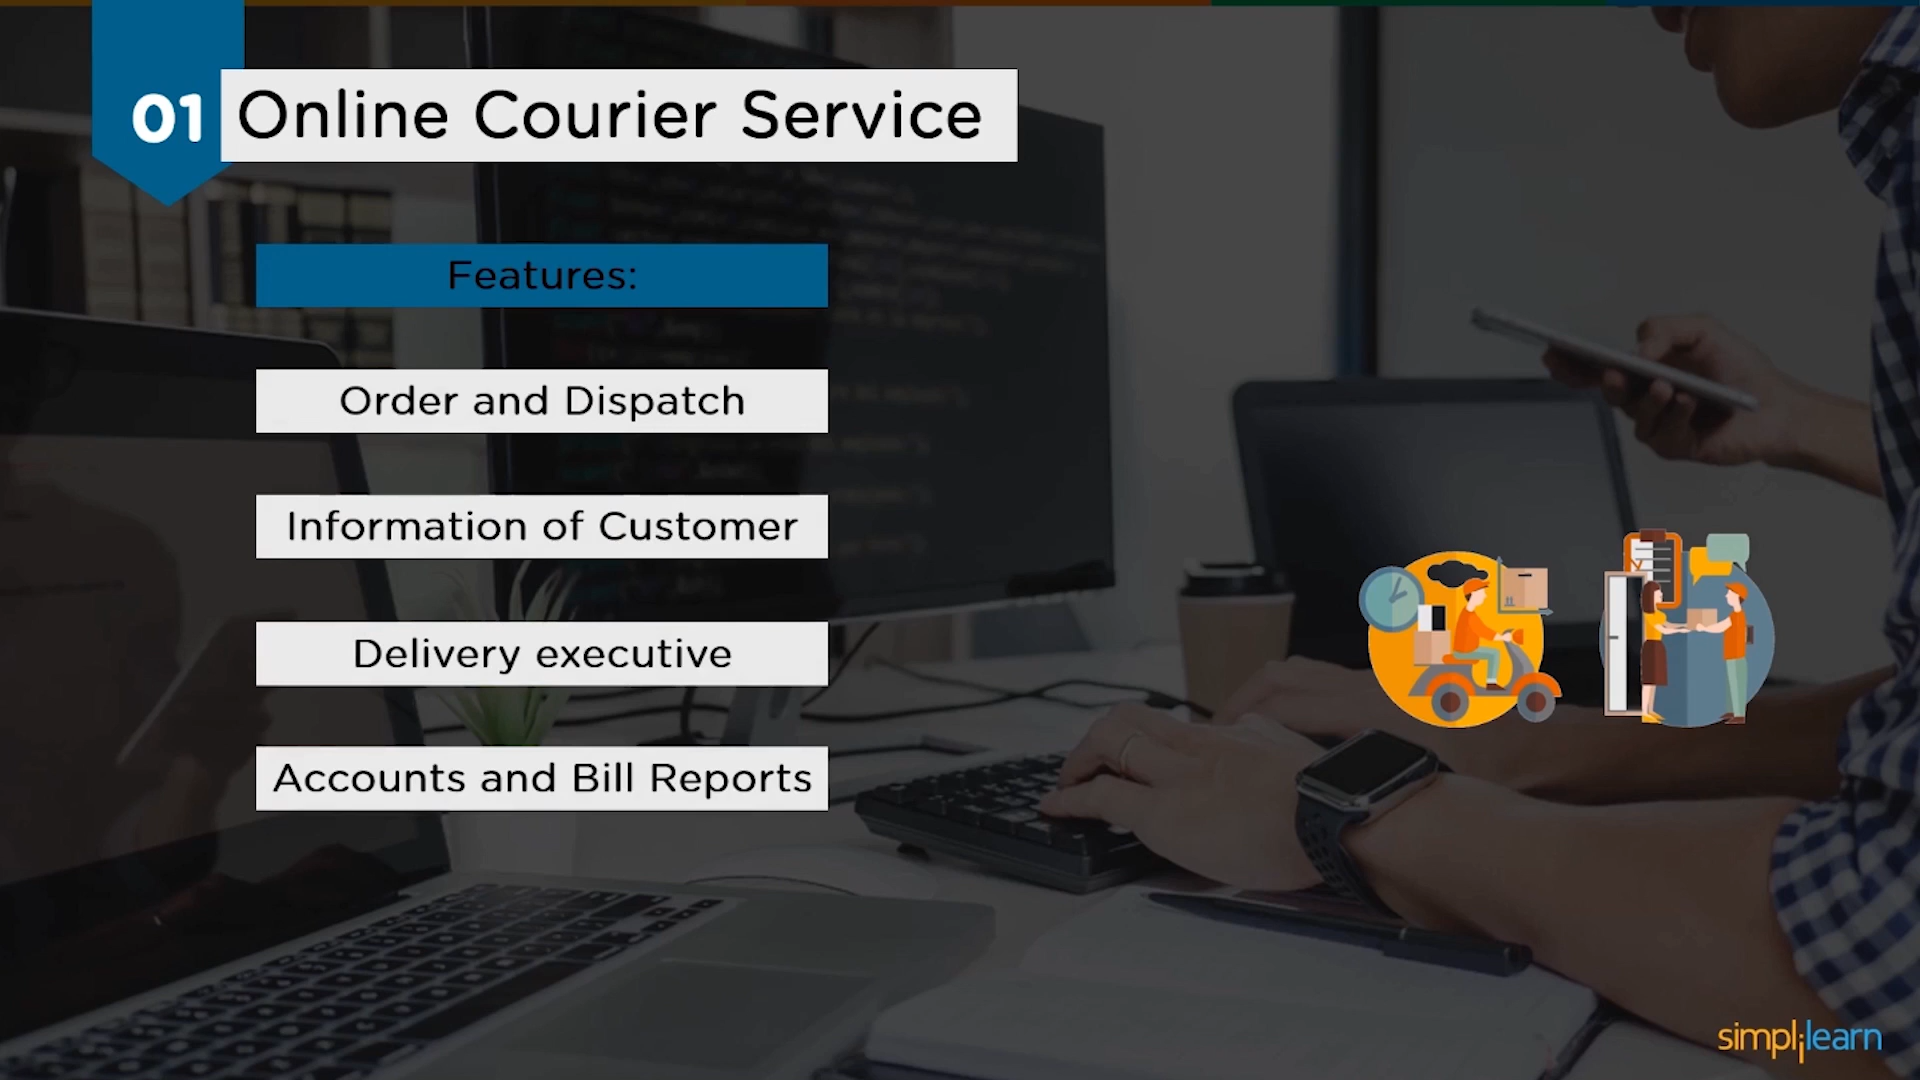 01 Online Courier Service
Features:
Order and Dispatch
Information of Customer
Delivery executive
Accounts and Bill Reports
simplilearn